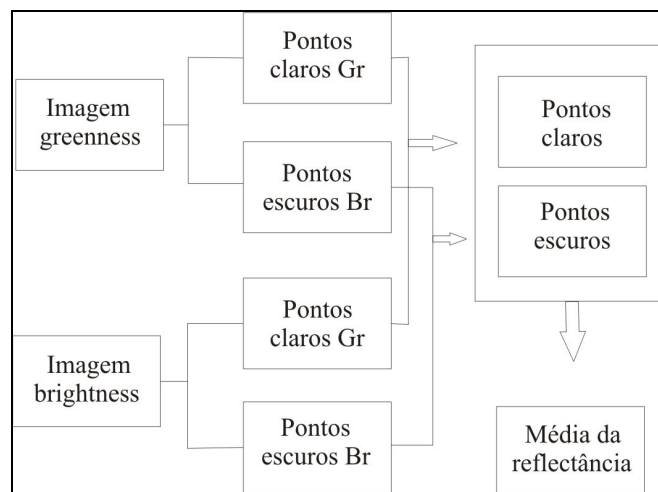 Imagem
greenness
Pontos
claros Gr
Pontos
escuros Br
Imagem
brightness
Pontos
claros Gr
Pontos
escuros Br
Pontos
claros
Pontos
escuros
Média da
reflectância